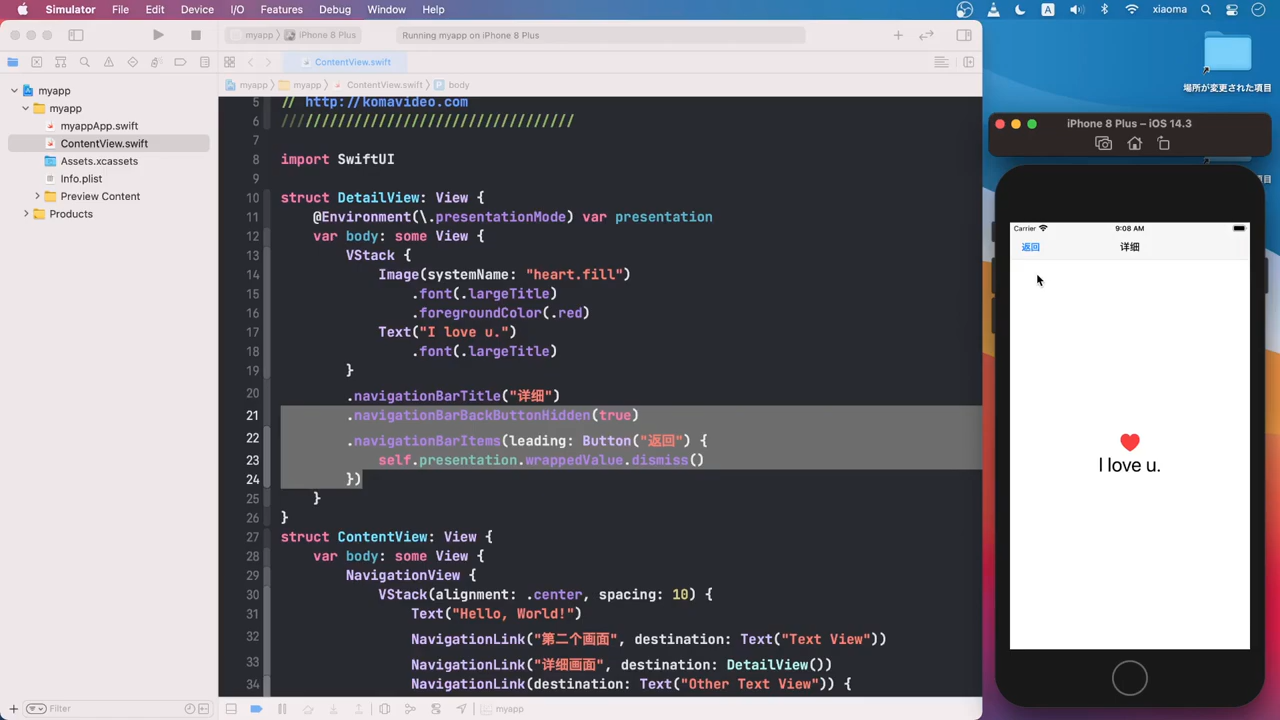 Simulator File Edit Device I/O Features Debug Window Help
A xiaoma
myapp iPhone 8 Plus Running myapp on iPhone 8 Plus
ContentView.swift
myapp myapp ContentView.swift body
myapp
myapp
myappApp.swift
ContentView.swift
Assets.xcassets
Info.plist
Preview Content
Products
5 // http://komavideo.com
6 ////////////////////////////////////
7
8 import SwiftUI
9
10 struct DetailView: View {
11 @Environment(\.presentationMode) var presentation
12 var body: some View {
13 VStack {
14 Image(systemName: "heart.fill")
15 .font(.largeTitle)
16 .foregroundColor(.red)
17 Text("I love u.")
18 .font(.largeTitle)
19 }
20 .navigationBarTitle("详细")
21 .navigationBarBackButtonHidden(true)
22 .navigationBarItems(leading: Button("返回") {
23 self.presentation.wrappedValue.dismiss()
24 })
25 }
26 }
27 struct ContentView: View {
28 var body: some View {
29 NavigationView {
30 VStack(alignment: .center, spacing: 10) {
31 Text("Hello, World!")
32 NavigationLink("第二个画面", destination: Text("Text View"))
33 NavigationLink("详细画面", destination: DetailView())
34 NavigationLink(destination: Text("Other Text View")) {
Filter
myapp
場所が変更された項目
iPhone 8 Plus – iOS 14.3
項目
Carrier 9:08 AM
返回 详细
I love u.